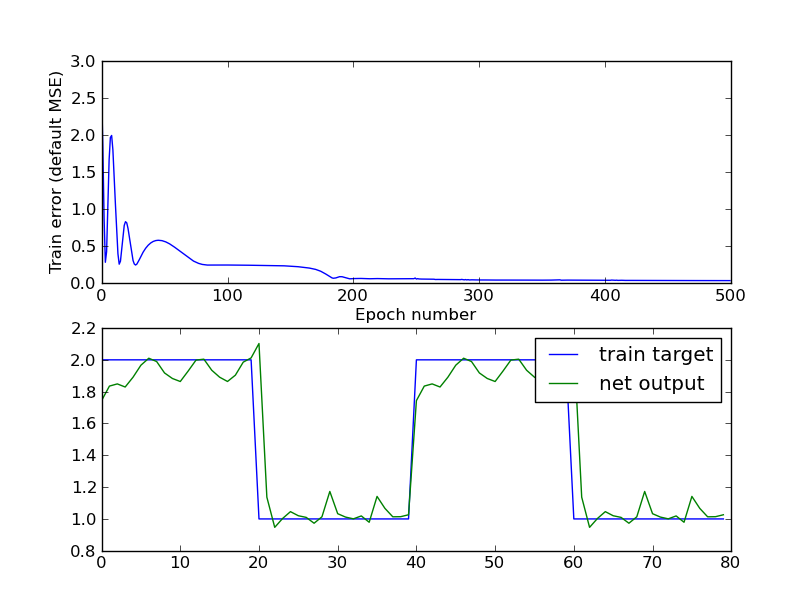 3.0
2.5
2.0
1.5
1.0
0.5
0.0
Train error (default MSE)
0 100 200 300 400 500
Epoch number
2.2
2.0
1.8
1.6
1.4
1.2
1.0
0.8
train target
net output
0 10 20 30 40 50 60 70 80